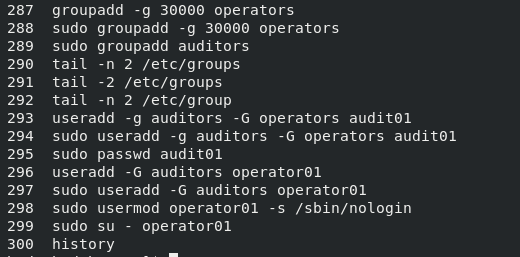 287 groupadd -g 30000 operators
288 sudo groupadd -g 30000 operators
289 sudo groupadd auditors
290 tail -n 2 /etc/groups
291 tail -2 /etc/groups
292 tail -n 2 /etc/group
293 useradd -g auditors -G operators audit01
294 sudo useradd -g auditors -G operators audit01
295 sudo passwd audit01
296 useradd -G auditors operator01
297 sudo useradd -G auditors operator01
298 sudo usermod operator01 -s /sbin/nologin
299 sudo su - operator01
300 history